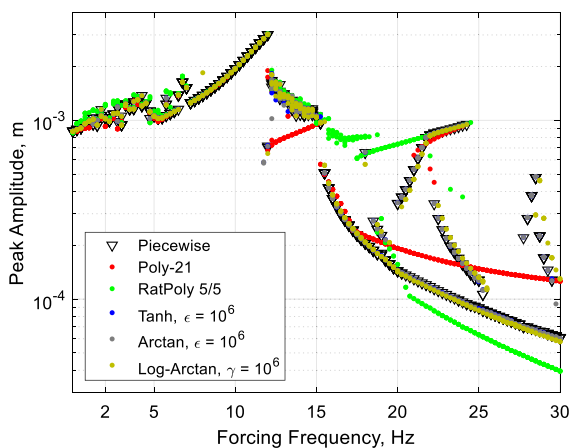 10⁻³
10⁻⁴
Peak Amplitude, m
Piecewise
Poly-21
RatPoly 5/5
Tanh, ϵ = 10⁶
Arctan, ϵ = 10⁶
Log-Arctan, γ = 10⁶
2 5 10 15 20 25 30
Forcing Frequency, Hz